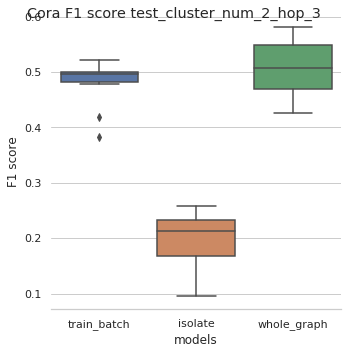 Cora F1 score test_cluster_num_2_hop_3
0.6
0.5
0.4
0.3
0.2
0.1
F1 score
train_batch isolate whole_graph
models